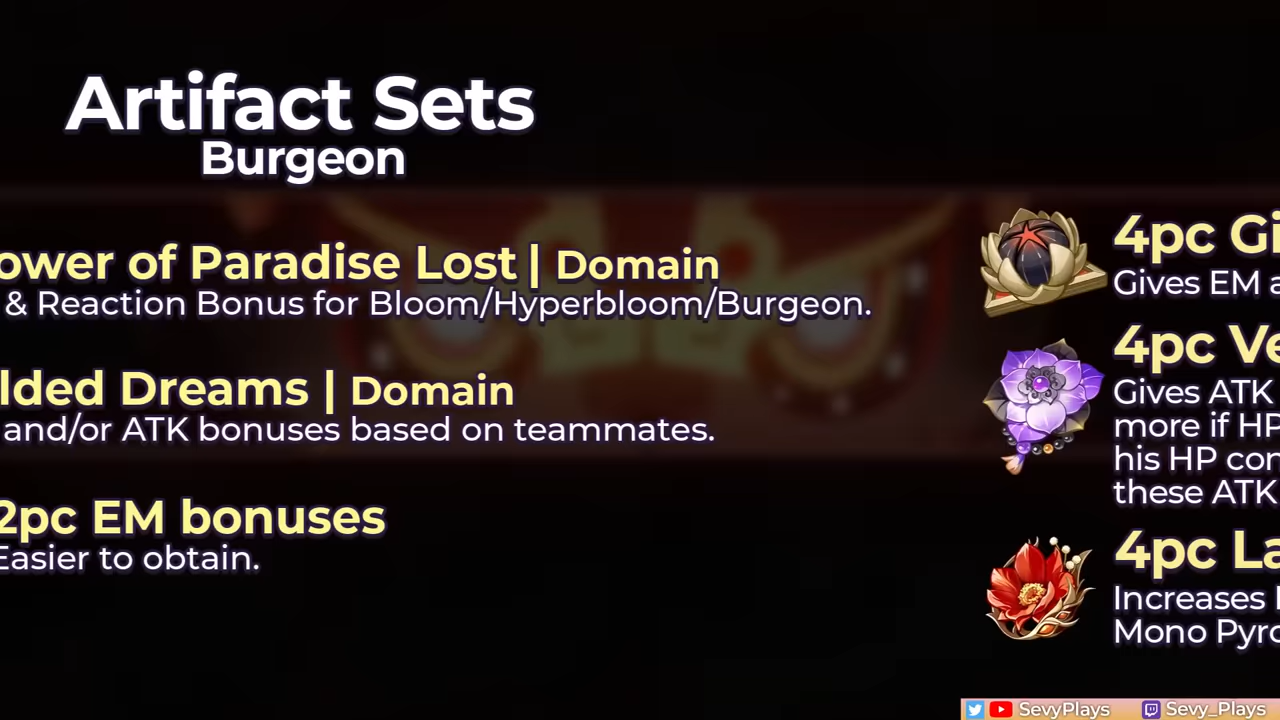 Artifact Sets
Burgeon
ower of Paradise Lost | Domain
& Reaction Bonus for Bloom/Hyperbloom/Burgeon.
lded Dreams | Domain
and/or ATK bonuses based on teammates.
2pc EM bonuses
Easier to obtain.
4pc Gi
Gives EM a
4pc Ve
Gives ATK
more if HP
his HP con
these ATK
4pc La
Increases
Mono Pyro
SevyPlays
Sevy_Plays